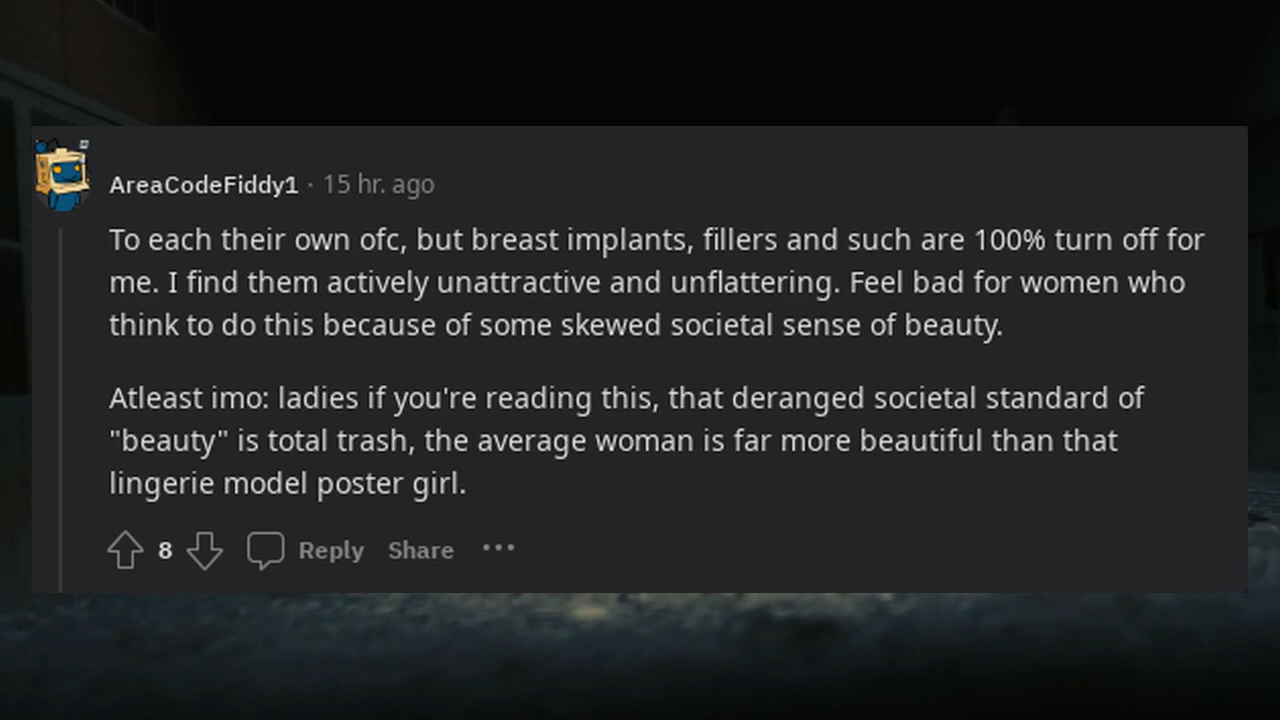 AreaCodeFiddy1 · 15 hr. ago
To each their own ofc, but breast implants, fillers and such are 100% turn off for
me. I find them actively unattractive and unflattering. Feel bad for women who
think to do this because of some skewed societal sense of beauty.
Atleast imo: ladies if you're reading this, that deranged societal standard of
"beauty" is total trash, the average woman is far more beautiful than that
lingerie model poster girl.
8 Reply Share